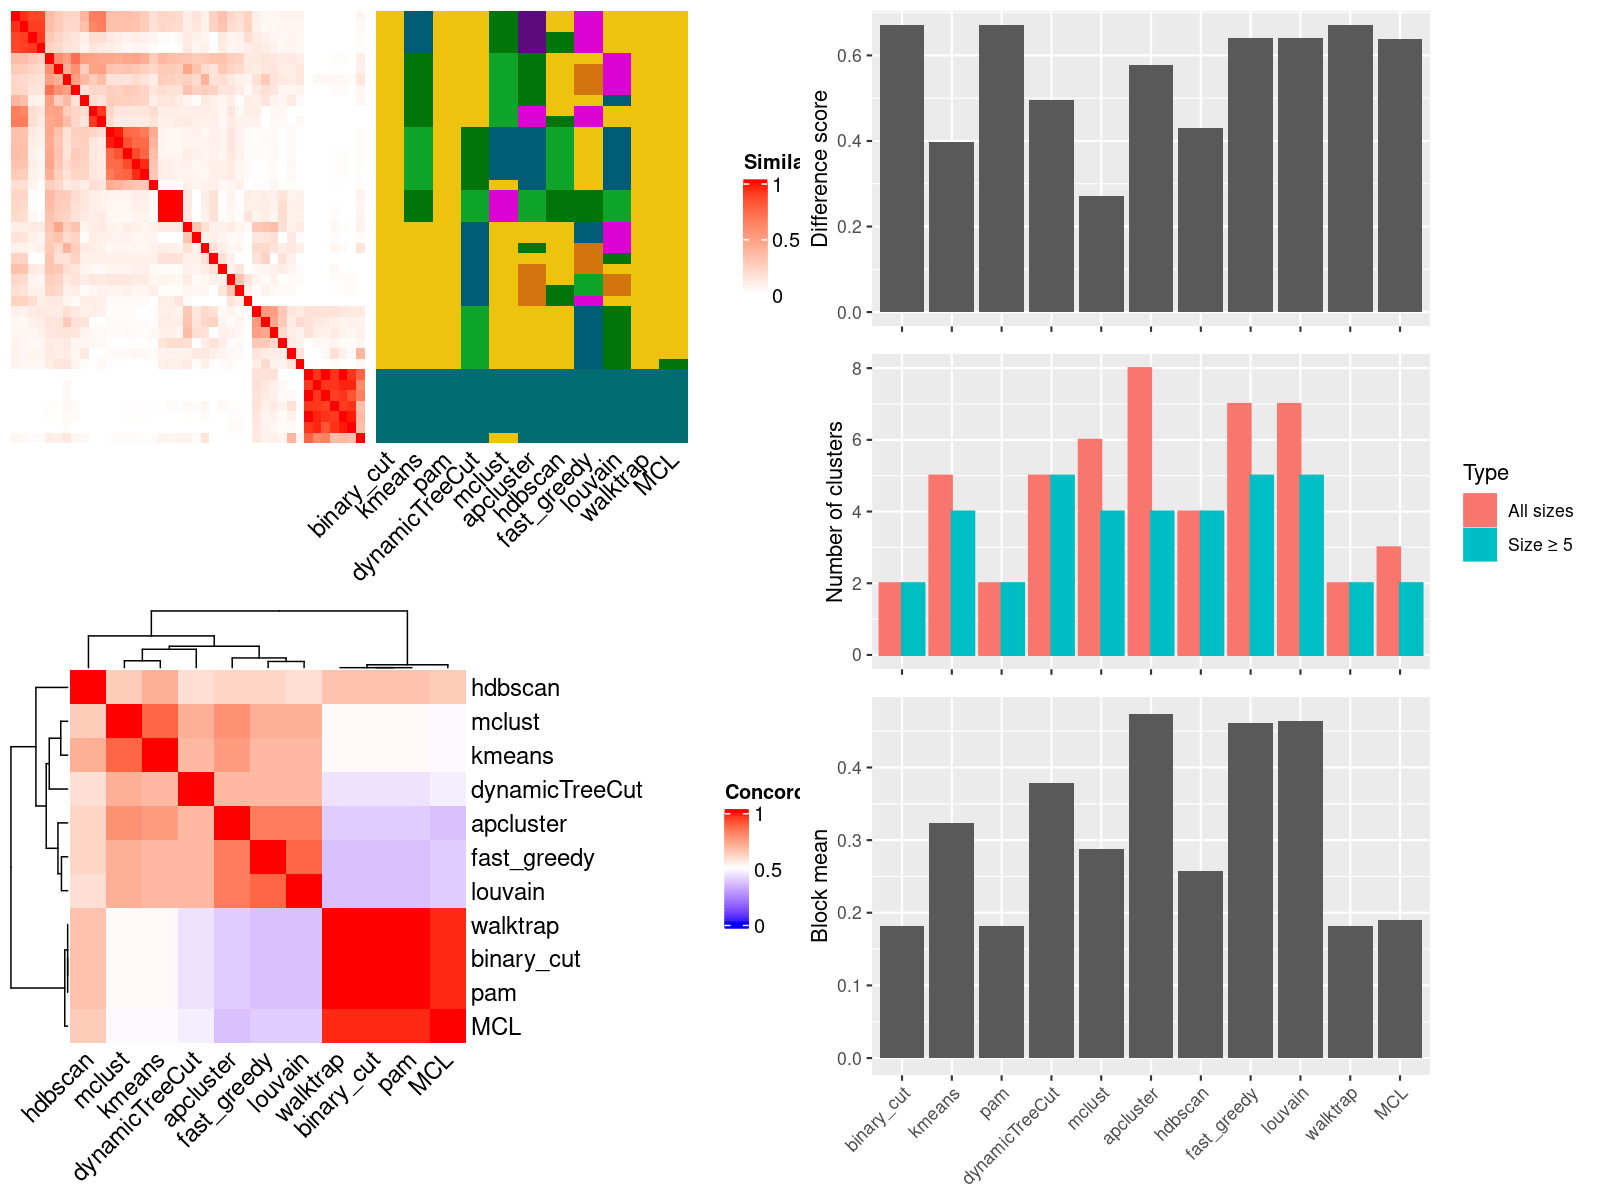 Simila
1
0.5
0
binary_cut
kmeans
pam
dynamicTreeCut
mclust
apcluster
hdbscan
fast_greedy
louvain
walktrap
MCL
hdbscan
mclust
kmeans
dynamicTreeCut
apcluster
fast_greedy
louvain
walktrap
binary_cut
pam
MCL
hdbscan
mclust
kmeans
dynamicTreeCut
apcluster
fast_greedy
louvain
walktrap
binary_cut
pam
MCL
Concorc
1
0.5
0
Difference score
0.6
0.4
0.2
0.0
Number of clusters
8
6
4
2
0
Type
All sizes
Size ≥ 5
Block mean
0.4
0.3
0.2
0.1
0.0
binary_cut
kmeans
pam
dynamicTreeCut
mclust
apcluster
hdbscan
fast_greedy
louvain
walktrap
MCL